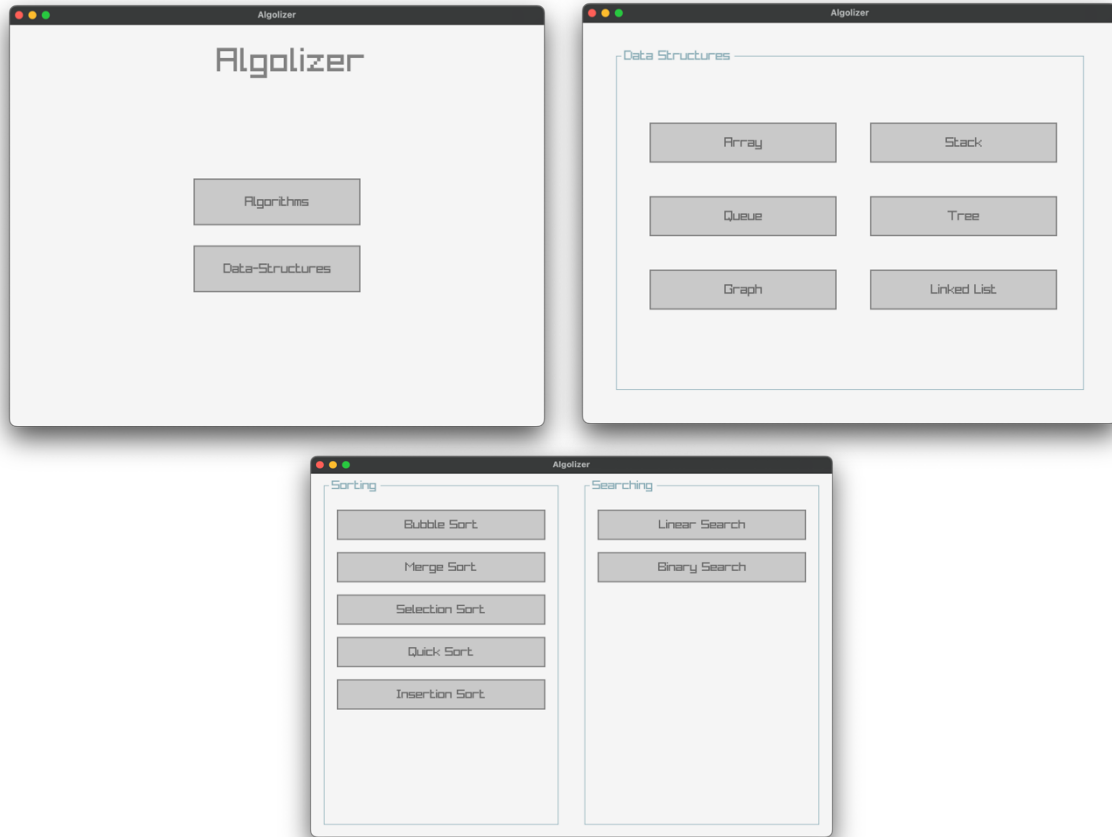 Algolizer
Algolizer
Algorithms
Data-Structures
Algolizer
Data Structures
Array
Stack
Queue
Tree
Graph
Linked List
Algolizer
Sorting
Bubble Sort
Merge Sort
Selection Sort
Quick Sort
Insertion Sort
Searching
Linear Search
Binary Search